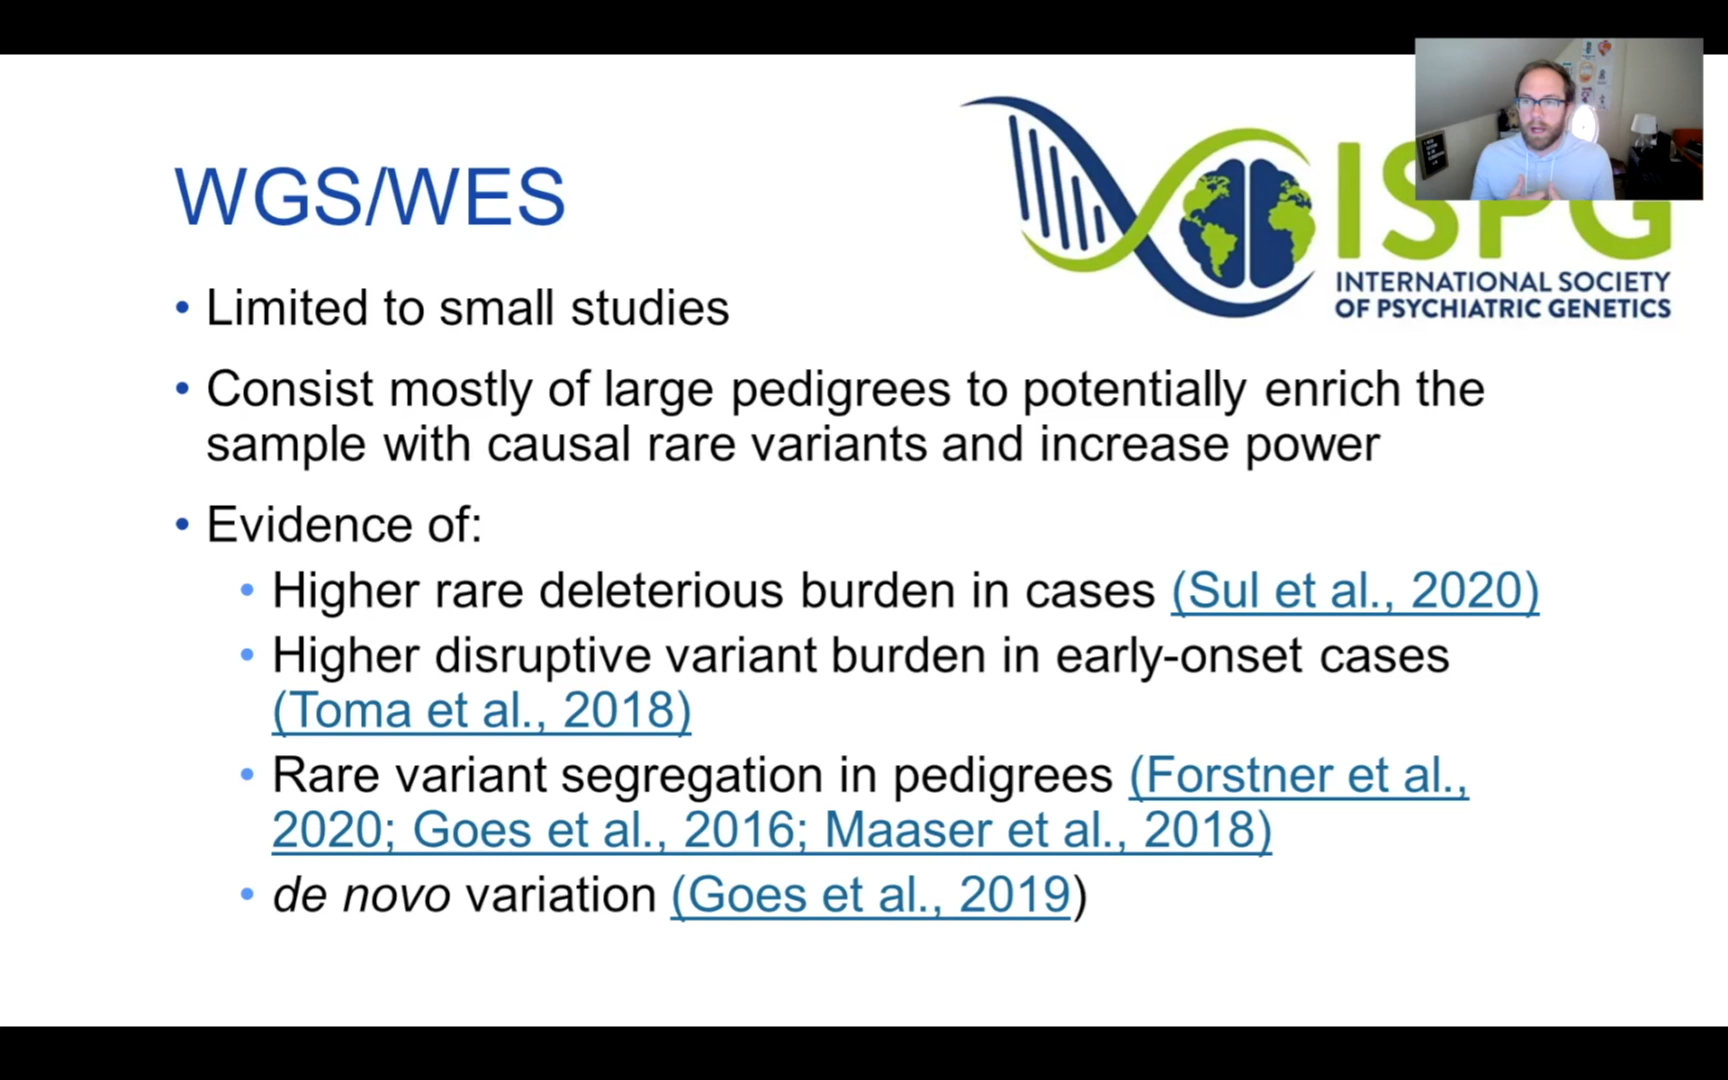 WGS/WES
ISPG
INTERNATIONAL SOCIETY
OF PSYCHIATRIC GENETICS
• Limited to small studies
• Consist mostly of large pedigrees to potentially enrich the
sample with causal rare variants and increase power
• Evidence of:
• Higher rare deleterious burden in cases (Sul et al., 2020)
• Higher disruptive variant burden in early-onset cases
(Toma et al., 2018)
• Rare variant segregation in pedigrees (Forstner et al.,
2020; Goes et al., 2016; Maaser et al., 2018)
• de novo variation (Goes et al., 2019)